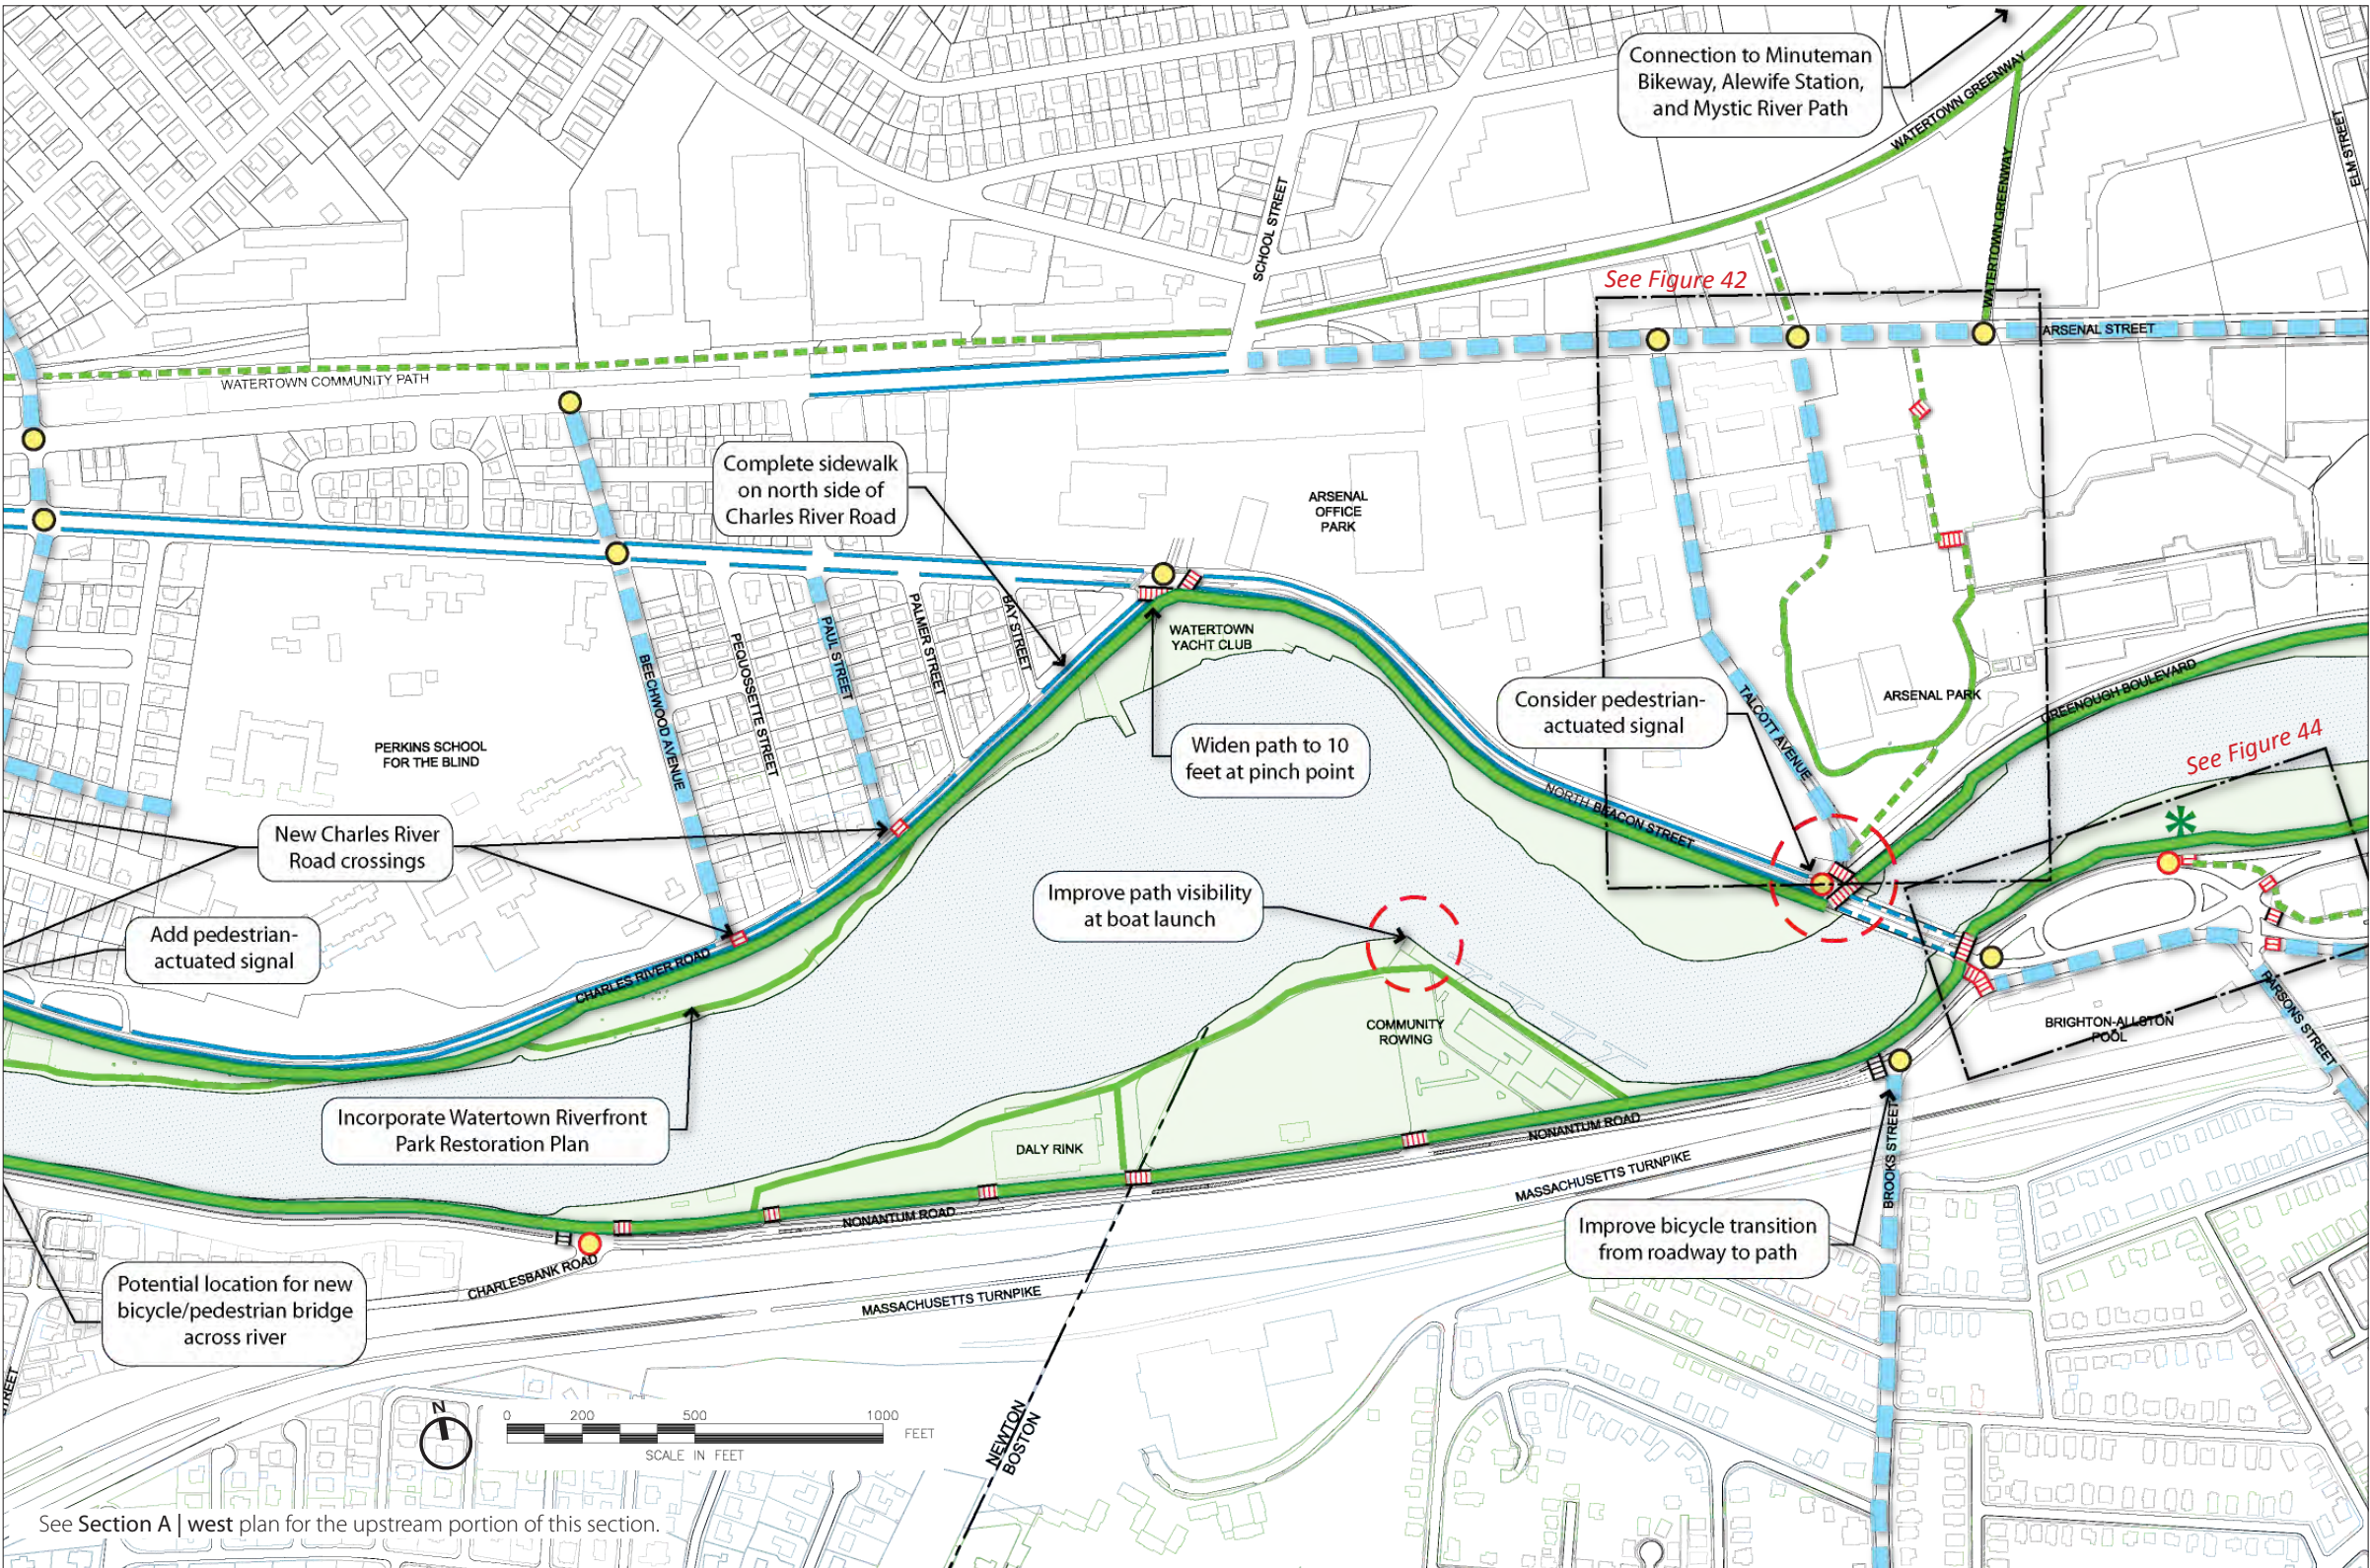 Connection to Minuteman
Bikeway, Alewife Station,
and Mystic River Path
WATERTOWN GREENWAY
WATERTOWN GREENWAY
ELM STREET
SCHOOL STREET
See Figure 42
ARSENAL STREET
WATERTOWN COMMUNITY PATH
Complete sidewalk
on north side of
Charles River Road
ARSENAL
OFFICE
PARK
WATERTOWN
YACHT CLUB
BAY STREET
PALMER STREET
PAUL STREET
PEQUOSSETTE STREET
BEECHWOOD AVENUE
PERKINS SCHOOL
FOR THE BLIND
Widen path to 10
feet at pinch point
Consider pedestrian-
actuated signal
TALCOTT AVENUE
ARSENAL PARK
GREENOUGH BOULEVARD
See Figure 44
NORTH BEACON STREET
New Charles River
Road crossings
Add pedestrian-
actuated signal
Improve path visibility
at boat launch
CHARLES RIVER ROAD
COMMUNITY
ROWING
BRIGHTON-ALLSTON
POOL
PARSONS STREET
Incorporate Watertown Riverfront
Park Restoration Plan
DALY RINK
NONANTUM ROAD
NONANTUM ROAD
MASSACHUSETTS TURNPIKE
BROOKS STREET
Improve bicycle transition
from roadway to path
CHARLESBANK ROAD
MASSACHUSETTS TURNPIKE
Potential location for new
bicycle/pedestrian bridge
across river
N
0 200 500 1000
FEET
SCALE IN FEET
NEWTON
BOSTON
See Section A | west plan for the upstream portion of this section.